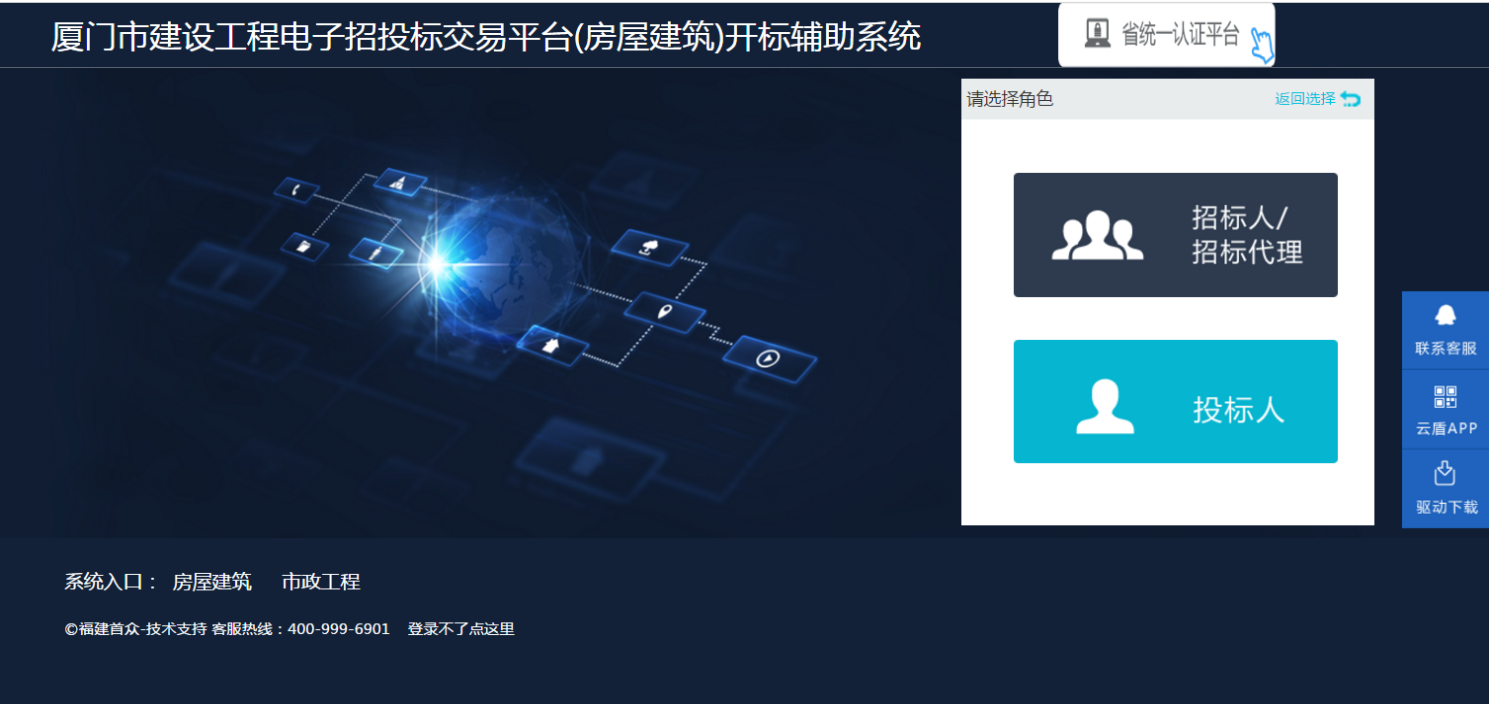 厦门市建设工程电子招投标交易平台(房屋建筑)开标辅助系统
省统一认证平台
请选择角色 返回选择
招标人/
招标代理
投标人
联系客服
云盾APP
驱动下载
系统入口： 房屋建筑 市政工程
©福建首众-技术支持 客服热线：400-999-6901 登录不了点这里